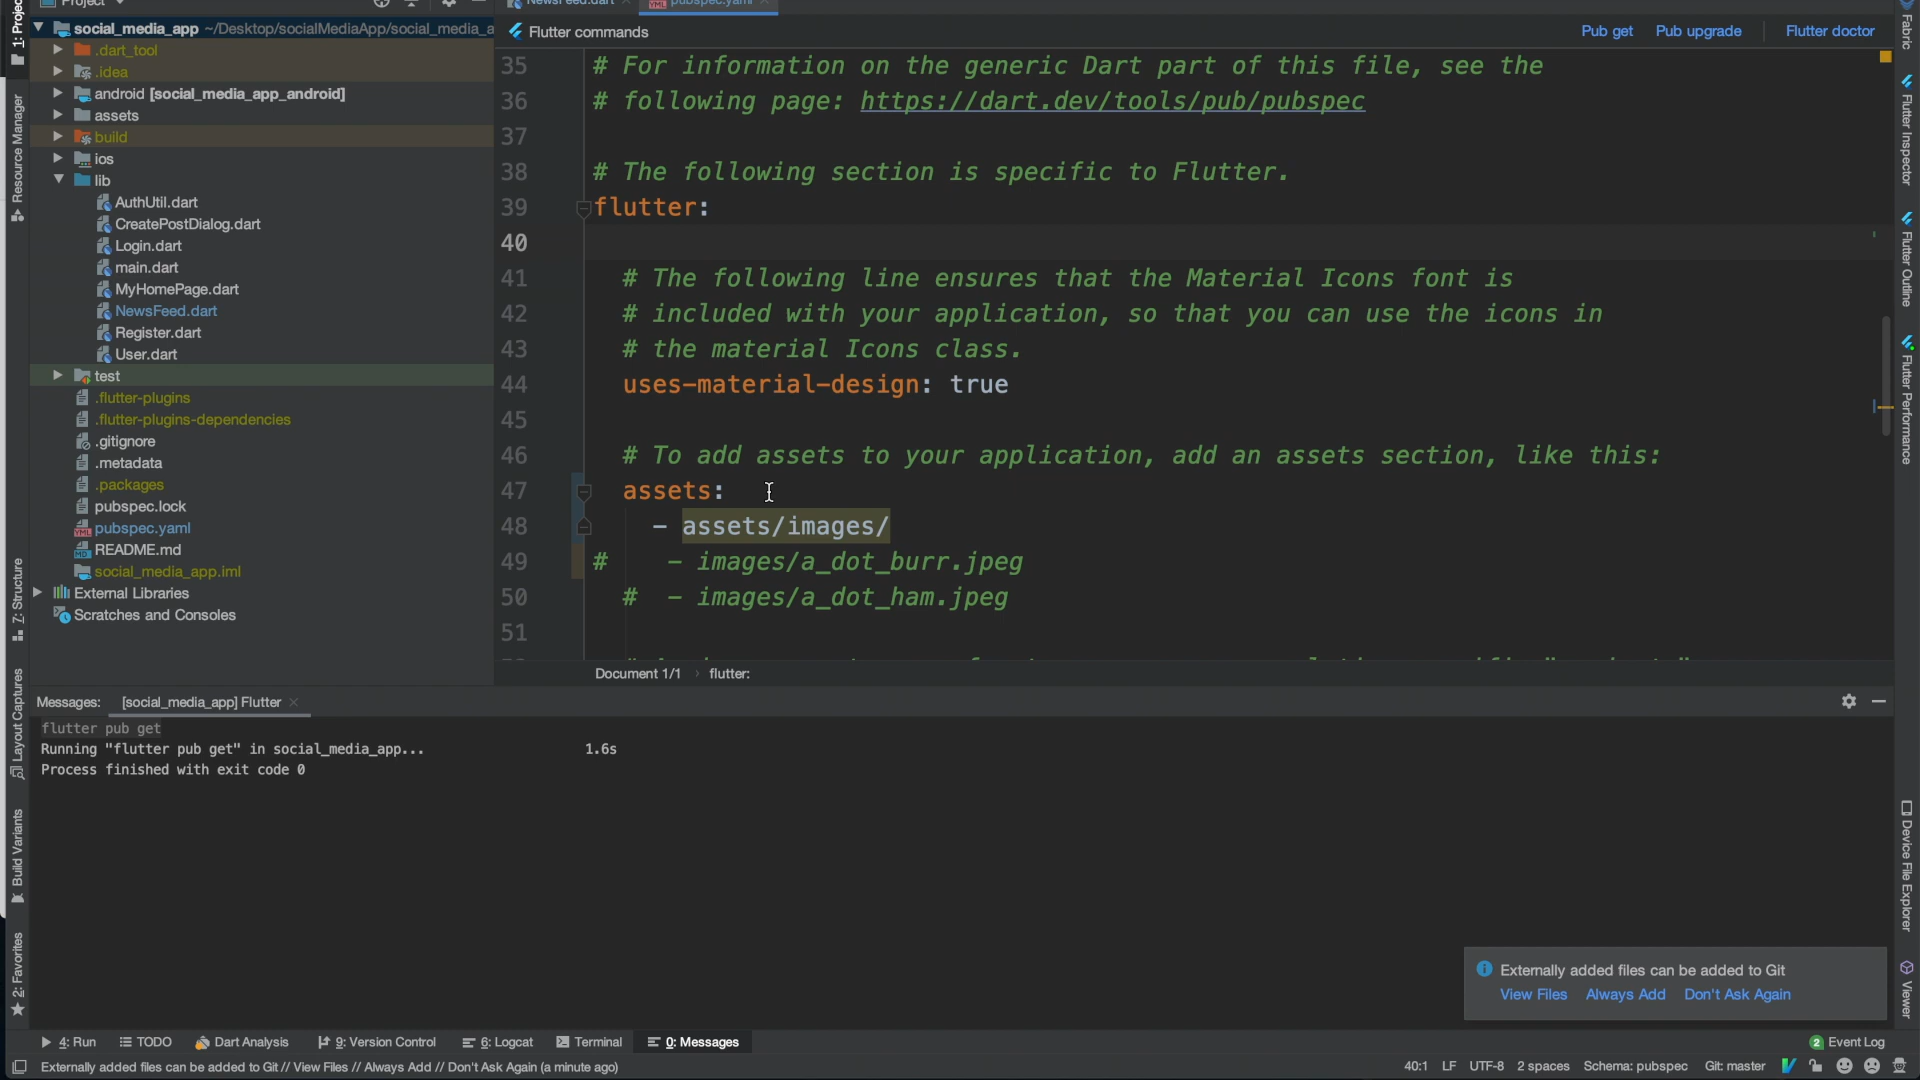 Project
NewsFeed.dart
pubspec.yaml
1: Project
social_media_app ~/Desktop/socialMediaApp/social_media_a
Flutter commands
Pub get
Pub upgrade
Flutter doctor
.dart_tool
.idea
android [social_media_app_android]
assets
build
ios
lib
AuthUtil.dart
CreatePostDialog.dart
Login.dart
main.dart
MyHomePage.dart
NewsFeed.dart
Register.dart
User.dart
test
.flutter-plugins
.flutter-plugins-dependencies
.gitignore
.metadata
.packages
pubspec.lock
pubspec.yaml
README.md
social_media_app.iml
External Libraries
Scratches and Consoles
35 # For information on the generic Dart part of this file, see the
36 # following page: https://dart.dev/tools/pub/pubspec
37
38 # The following section is specific to Flutter.
39 flutter:
40
41 # The following line ensures that the Material Icons font is
42 # included with your application, so that you can use the icons in
43 # the material Icons class.
44 uses-material-design: true
45
46 # To add assets to your application, add an assets section, like this:
47 assets:
48 - assets/images/
49 # - images/a_dot_burr.jpeg
50 # - images/a_dot_ham.jpeg
51
Document 1/1 › flutter:
Resource Manager
7: Structure
Layout Captures
Build Variants
2: Favorites
Fabric
Flutter Inspector
Flutter Outline
Flutter Performance
Device File Explorer
Viewer
Messages: [social_media_app] Flutter
flutter pub get
Running "flutter pub get" in social_media_app... 1.6s
Process finished with exit code 0
Externally added files can be added to Git
View Files Always Add Don't Ask Again
4: Run
TODO
Dart Analysis
9: Version Control
6: Logcat
Terminal
0: Messages
2 Event Log
Externally added files can be added to Git // View Files // Always Add // Don't Ask Again (a minute ago)
40:1 LF UTF-8 2 spaces Schema: pubspec Git: master